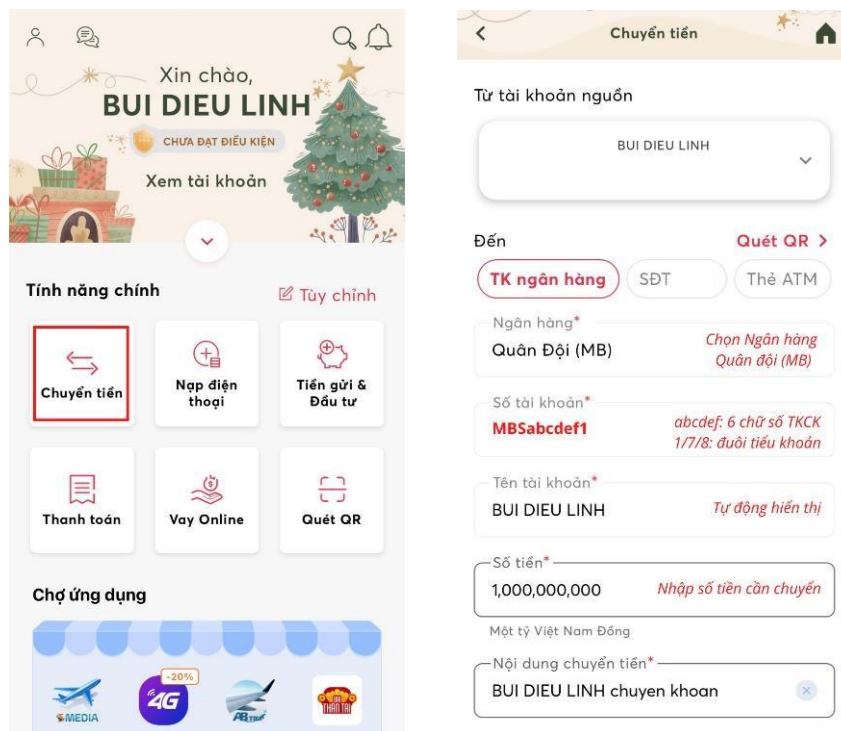 Xin chào,
BUI DIEU LINH
CHƯA ĐẠT ĐIỀU KIỆN
Xem tài khoản
Tính năng chính
Tùy chỉnh
Chuyển tiền
Nạp điện
thoại
Tiền gửi &
Đầu tư
Thanh toán
Vay Online
Quét QR
Chợ ứng dụng
SMEDIA
-20%
4G
THẦN TÀI
Chuyển tiền
Từ tài khoản nguồn
BUI DIEU LINH
Đến
Quét QR
TK ngân hàng
SĐT
Thẻ ATM
Ngân hàng*
Quân Đội (MB)
Chọn Ngân hàng
Quân đội (MB)
Số tài khoản*
MBSabcdef1
abcdef: 6 chữ số TKCK
1/7/8: đuôi tiểu khoản
Tên tài khoản*
BUI DIEU LINH
Tự động hiển thị
Số tiền*
1,000,000,000
Nhập số tiền cần chuyển
Một tỷ Việt Nam Đồng
Nội dung chuyển tiền*
BUI DIEU LINH chuyen khoan